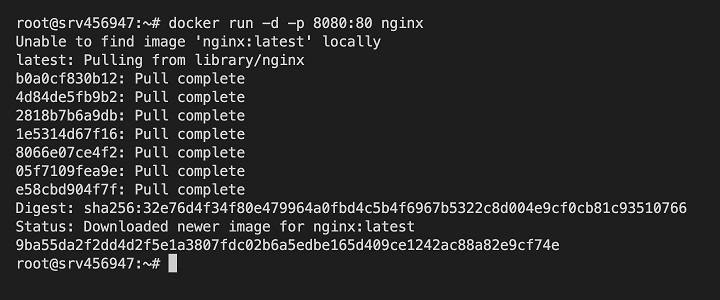 root@srv456947:~# docker run -d -p 8080:80 nginx
Unable to find image 'nginx:latest' locally
latest: Pulling from library/nginx
b0a0cf830b12: Pull complete
4d84de5fb9b2: Pull complete
2818b7b6a9db: Pull complete
1e5314d67f16: Pull complete
8066e07ce4f2: Pull complete
05f7109fea9e: Pull complete
e58cbd904f7f: Pull complete
Digest: sha256:32e76d4f34f80e479964a0fbd4c5b4f6967b5322c8d004e9cf0cb81c93510766
Status: Downloaded newer image for nginx:latest
9ba55da2f2dd4d2f5e1a3807fdc02b6a5edbe165d409ce1242ac88a82e9cf74e
root@srv456947:~#